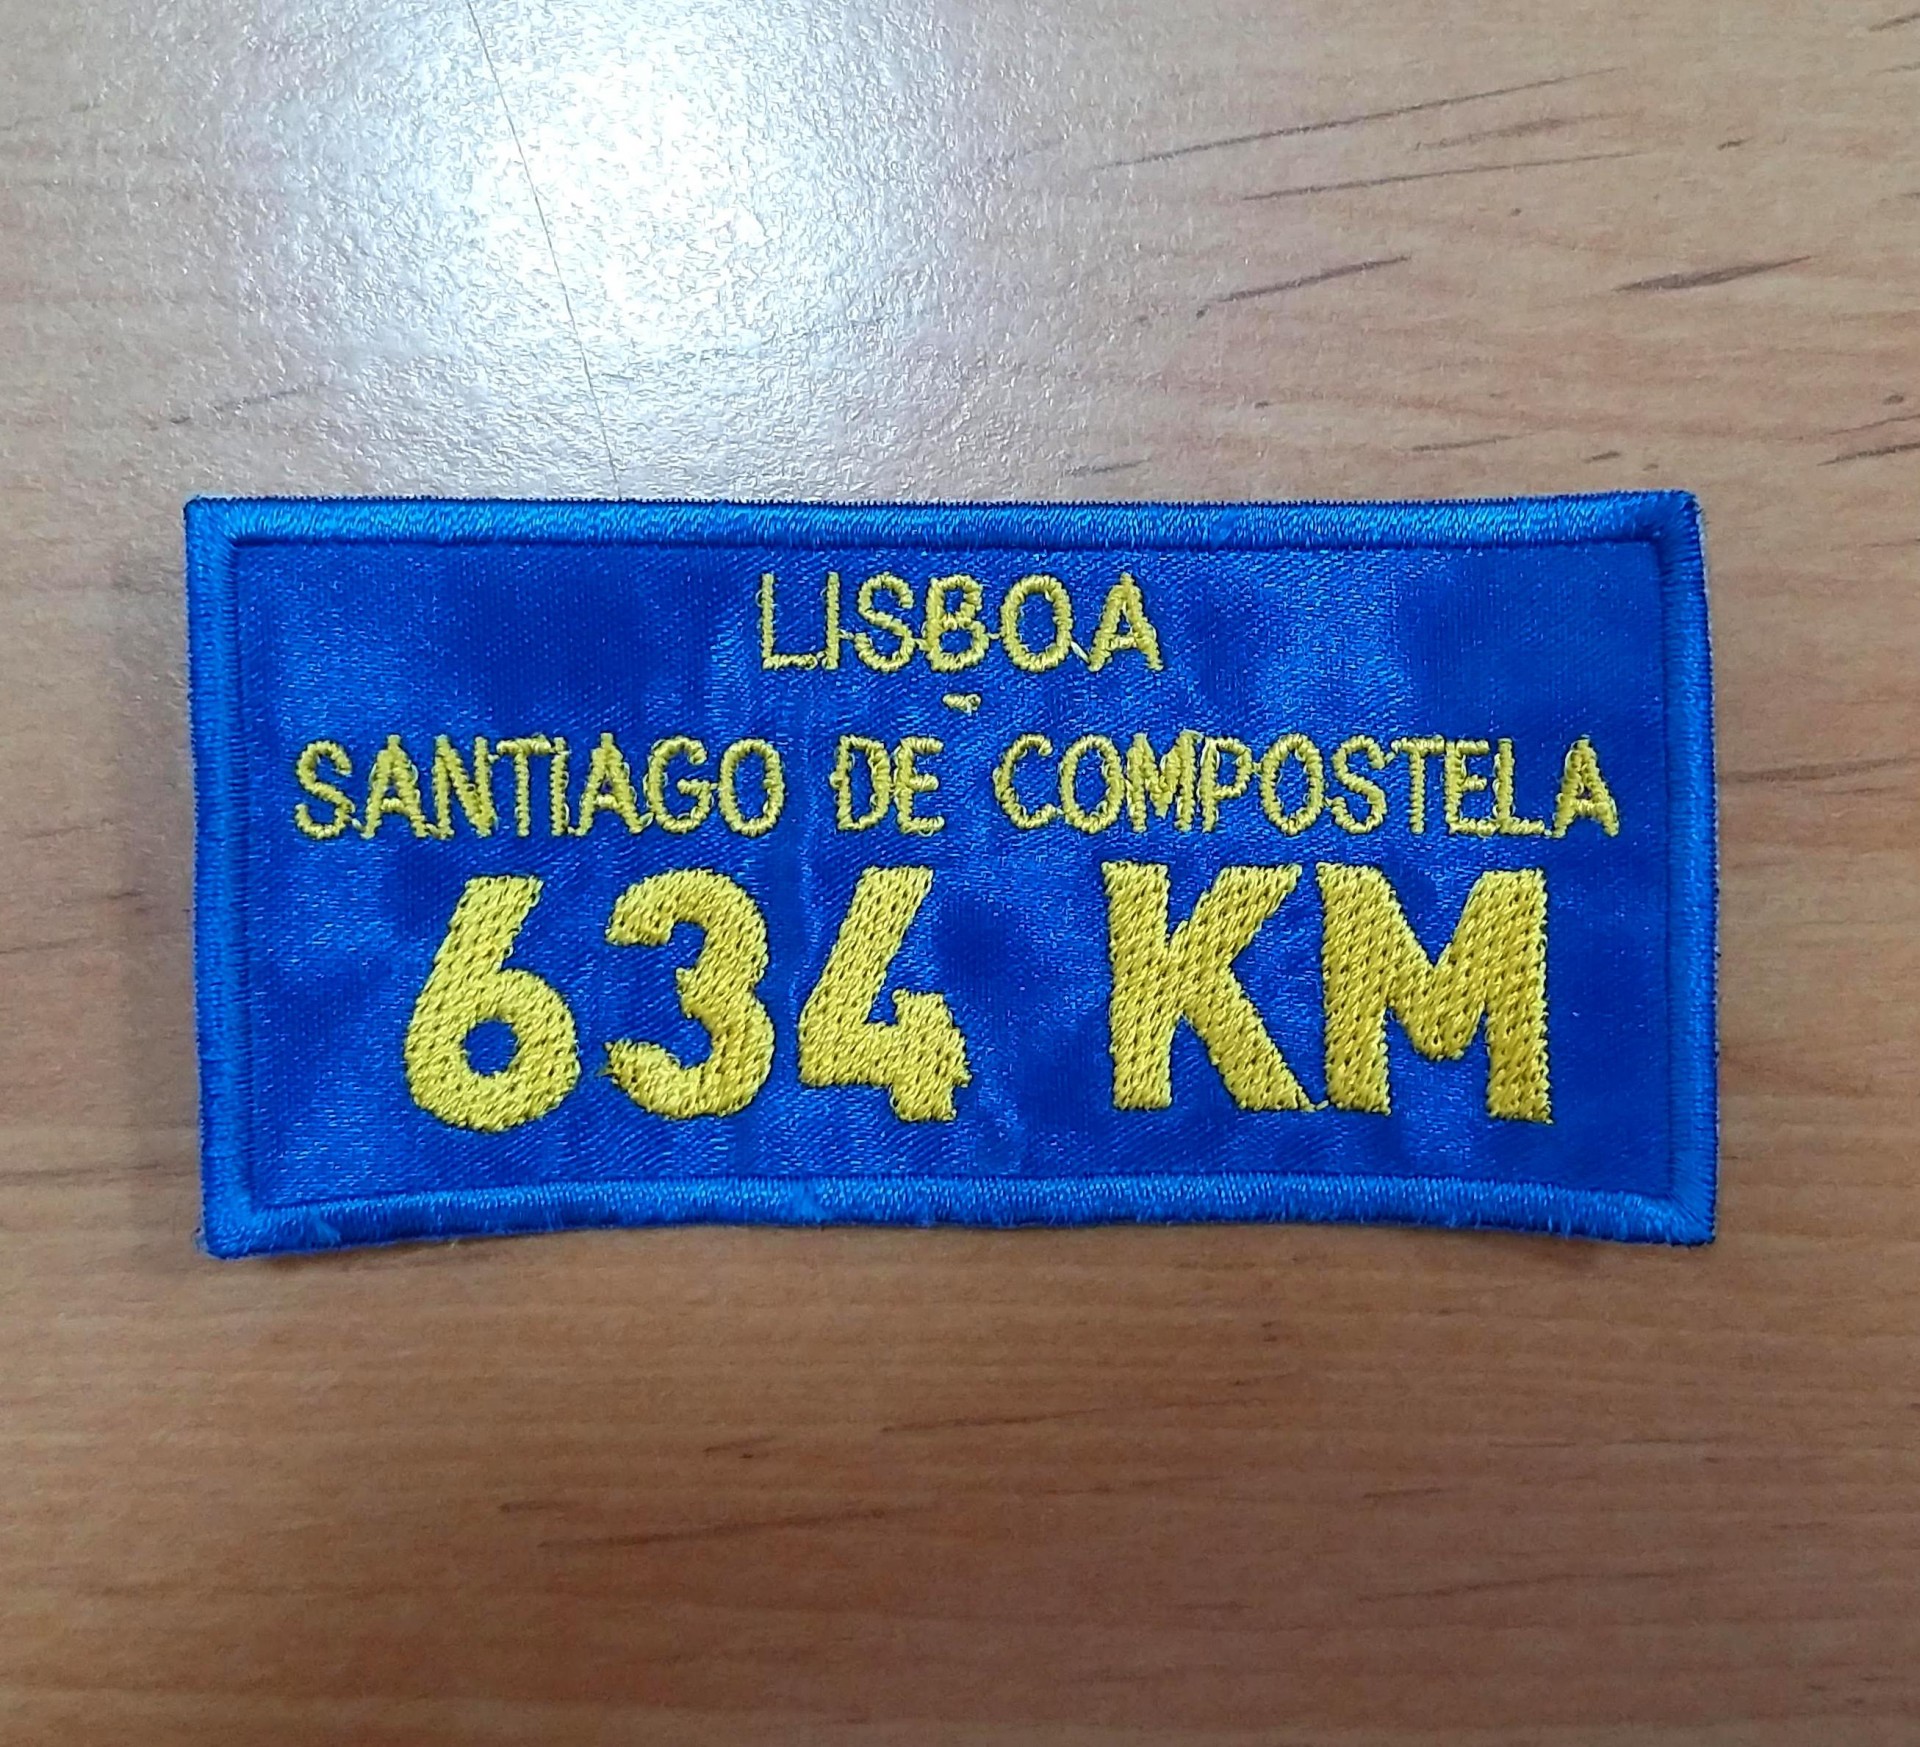 LISBOA
-
SANTIAGO DE COMPOSTELA
634 KM